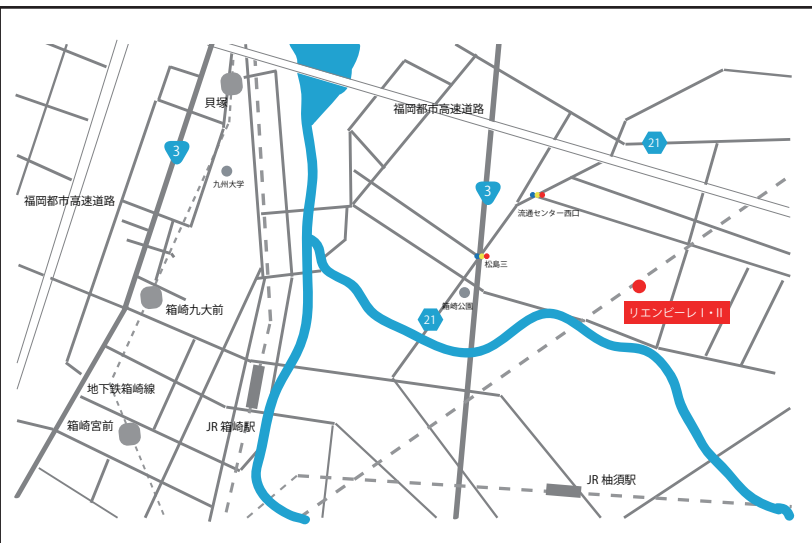 貝塚
福岡都市高速道路
21
3
九州大学
3
福岡都市高速道路
流通センター西口
松島三
箱崎公園
箱崎九大前
リエンビーレ I・II
21
地下鉄箱崎線
箱崎宮前
JR 箱崎駅
JR 柚須駅